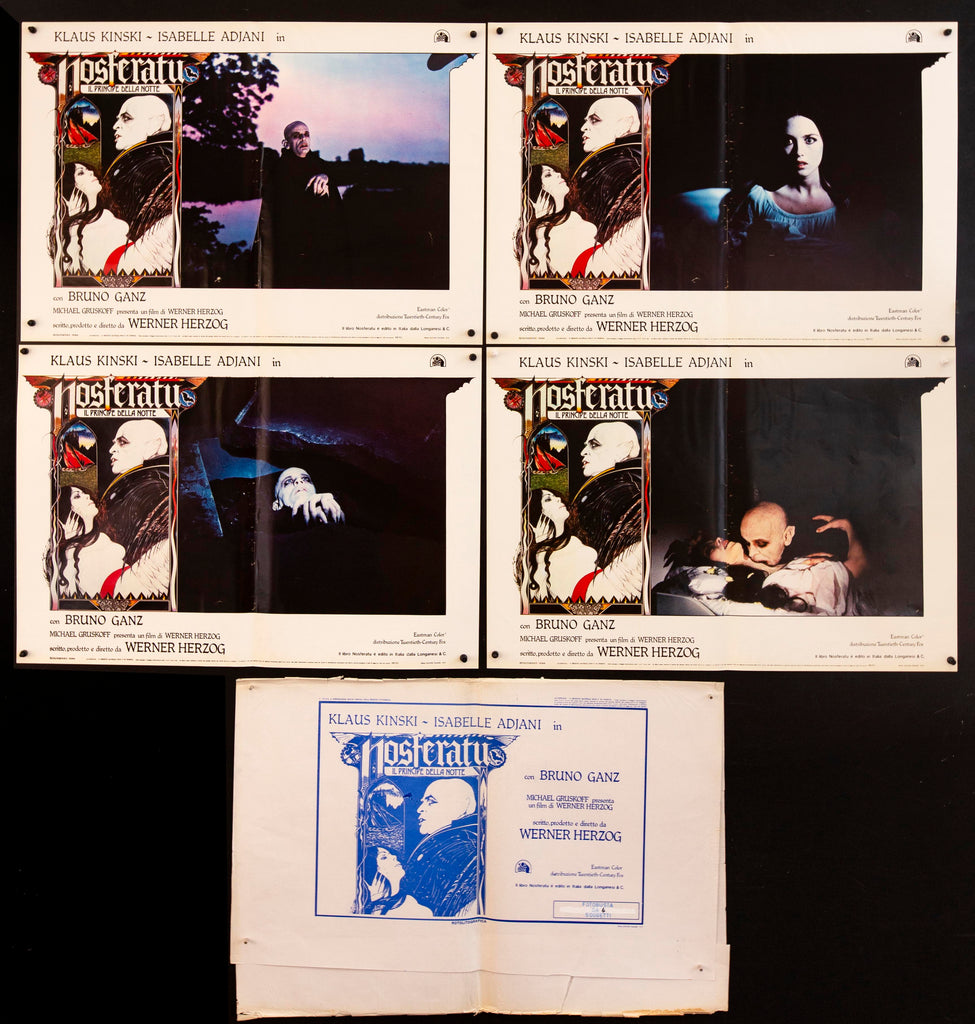 KLAUS KINSKI ~ ISABELLE ADJANI in
Nosferatu
IL PRINCIPE DELLA NOTTE
con BRUNO GANZ
MICHAEL GRUSKOFF presenta un film di WERNER HERZOG
scritto, prodotto e diretto da WERNER HERZOG
Eastman Color
distribuzione Twentieth-Century Fox
Il libro Nosferatu è edito in Italia dalla Longanesi & C.
KLAUS KINSKI ~ ISABELLE ADJANI in
Nosferatu
IL PRINCIPE DELLA NOTTE
con BRUNO GANZ
MICHAEL GRUSKOFF presenta un film di WERNER HERZOG
scritto, prodotto e diretto da WERNER HERZOG
Eastman Color
distribuzione Twentieth-Century Fox
Il libro Nosferatu è edito in Italia dalla Longanesi & C.
KLAUS KINSKI ~ ISABELLE ADJANI in
Nosferatu
IL PRINCIPE DELLA NOTTE
con BRUNO GANZ
MICHAEL GRUSKOFF presenta un film di WERNER HERZOG
scritto, prodotto e diretto da WERNER HERZOG
Eastman Color
distribuzione Twentieth-Century Fox
Il libro Nosferatu è edito in Italia dalla Longanesi & C.
KLAUS KINSKI ~ ISABELLE ADJANI in
Nosferatu
IL PRINCIPE DELLA NOTTE
con BRUNO GANZ
MICHAEL GRUSKOFF presenta un film di WERNER HERZOG
scritto, prodotto e diretto da WERNER HERZOG
Eastman Color
distribuzione Twentieth-Century Fox
Il libro Nosferatu è edito in Italia dalla Longanesi & C.
KLAUS KINSKI ~ ISABELLE ADJANI in
Nosferatu
IL PRINCIPE DELLA NOTTE
con BRUNO GANZ
MICHAEL GRUSKOFF presenta
un film di WERNER HERZOG
scritto, prodotto e diretto da
WERNER HERZOG
Eastman Color
distribuzione Twentieth-Century Fox
Il libro Nosferatu è edito in Italia dalla Longanesi & C.
FOTOBUSTA
DA 6
SOGGETTI
ROTOLITOGRAFICA